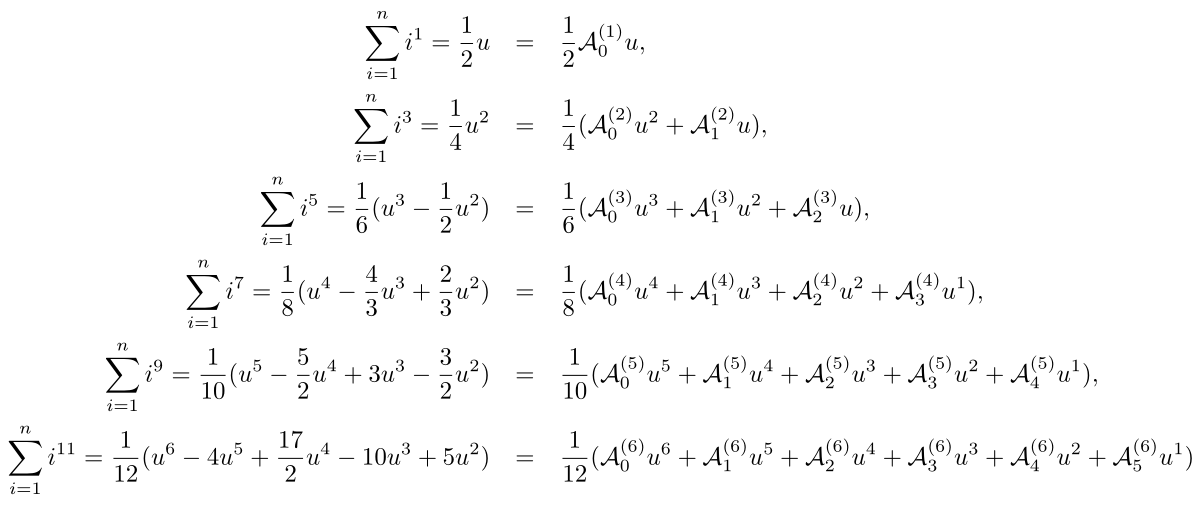 \sum_{i=1}^{n} i^1 = \frac{1}{2}u = \frac{1}{2}\mathcal{A}_0^{(1)}u,
\sum_{i=1}^{n} i^3 = \frac{1}{4}u^2 = \frac{1}{4}(\mathcal{A}_0^{(2)}u^2 + \mathcal{A}_1^{(2)}u),
\sum_{i=1}^{n} i^5 = \frac{1}{6}(u^3 - \frac{1}{2}u^2) = \frac{1}{6}(\mathcal{A}_0^{(3)}u^3 + \mathcal{A}_1^{(3)}u^2 + \mathcal{A}_2^{(3)}u),
\sum_{i=1}^{n} i^7 = \frac{1}{8}(u^4 - \frac{4}{3}u^3 + \frac{2}{3}u^2) = \frac{1}{8}(\mathcal{A}_0^{(4)}u^4 + \mathcal{A}_1^{(4)}u^3 + \mathcal{A}_2^{(4)}u^2 + \mathcal{A}_3^{(4)}u^1),
\sum_{i=1}^{n} i^9 = \frac{1}{10}(u^5 - \frac{5}{2}u^4 + 3u^3 - \frac{3}{2}u^2) = \frac{1}{10}(\mathcal{A}_0^{(5)}u^5 + \mathcal{A}_1^{(5)}u^4 + \mathcal{A}_2^{(5)}u^3 + \mathcal{A}_3^{(5)}u^2 + \mathcal{A}_4^{(5)}u^1),
\sum_{i=1}^{n} i^{11} = \frac{1}{12}(u^6 - 4u^5 + \frac{17}{2}u^4 - 10u^3 + 5u^2) = \frac{1}{12}(\mathcal{A}_0^{(6)}u^6 + \mathcal{A}_1^{(6)}u^5 + \mathcal{A}_2^{(6)}u^4 + \mathcal{A}_3^{(6)}u^3 + \mathcal{A}_4^{(6)}u^2 + \mathcal{A}_5^{(6)}u^1)